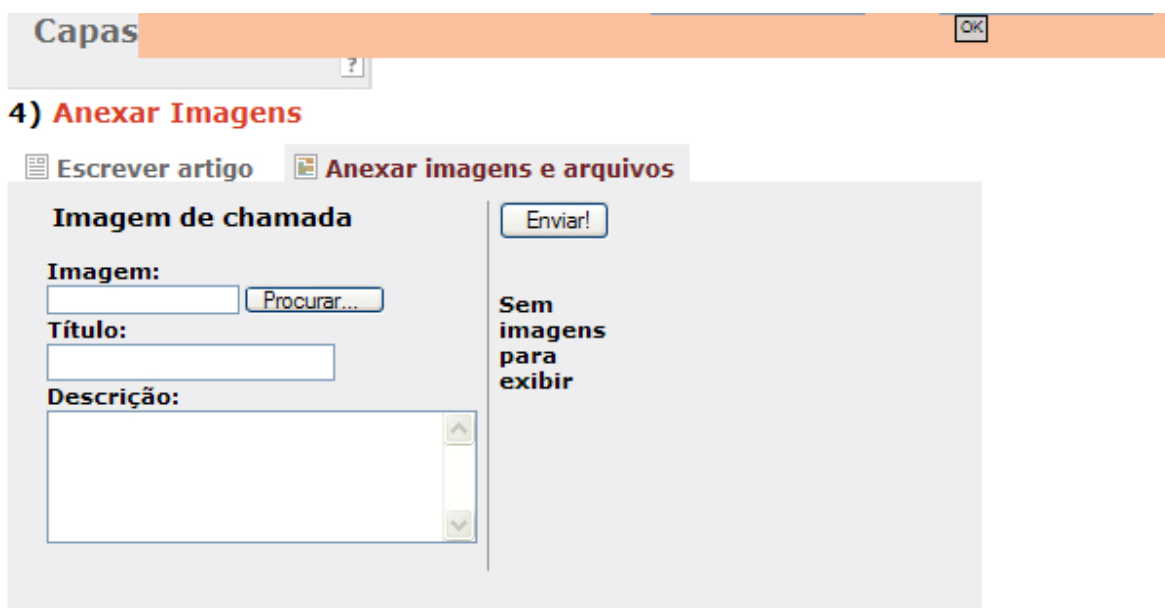 Capas
OK
?
4) Anexar Imagens
Escrever artigo
Anexar imagens e arquivos
Imagem de chamada
Enviar!
Imagem:
Procurar...
Título:
Descrição:
Sem
imagens
para
exibir